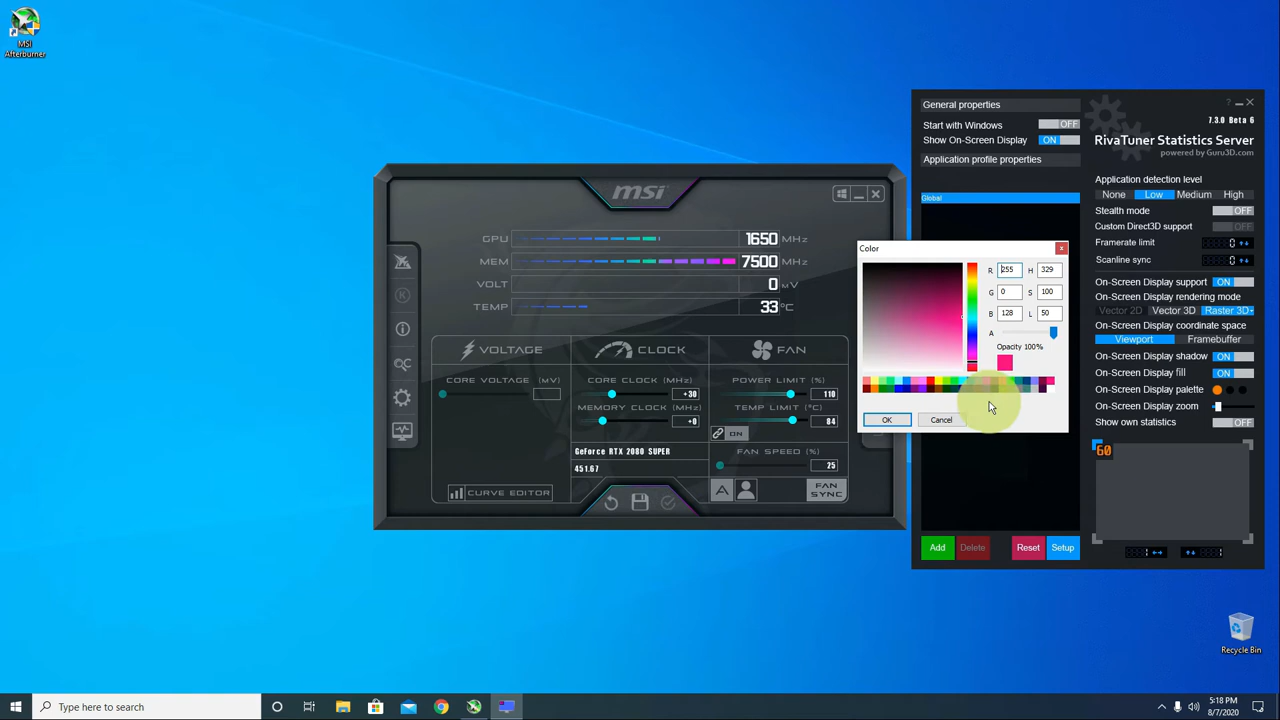 MSI
Afterburner
General properties
Start with Windows OFF
Show On-Screen Display ON
Application profile properties
Global
? 
7.3.0 Beta 6
RivaTuner Statistics Server
powered by Guru3D.com
Application detection level
None Low Medium High
Stealth mode OFF
Custom Direct3D support OFF
Framerate limit 0
Scanline sync 0
On-Screen Display support ON
On-Screen Display rendering mode
Vector 2D Vector 3D Raster 3D
On-Screen Display coordinate space
Viewport Framebuffer
On-Screen Display shadow ON
On-Screen Display fill ON
On-Screen Display palette
On-Screen Display zoom
Show own statistics OFF
60
1 1
Add Delete Reset Setup
Color
R 255 H 329
G 0 S 100
B 128 L 50
A
Opacity 100%
OK Cancel
msi
GPU 1650 MHz
MEM 7500 MHz
VOLT 0 mV
TEMP 33 °C
VOLTAGE CLOCK FAN
CORE VOLTAGE (MV)
CORE CLOCK (MHz)
+30
MEMORY CLOCK (MHz)
+0
POWER LIMIT (%)
110
TEMP LIMIT (°C)
84
ON
GeForce RTX 2080 SUPER
451.67
FAN SPEED (%)
25
CURVE EDITOR
A
FAN
SYNC
K
OC
Recycle Bin
Type here to search
5:18 PM
8/7/2020